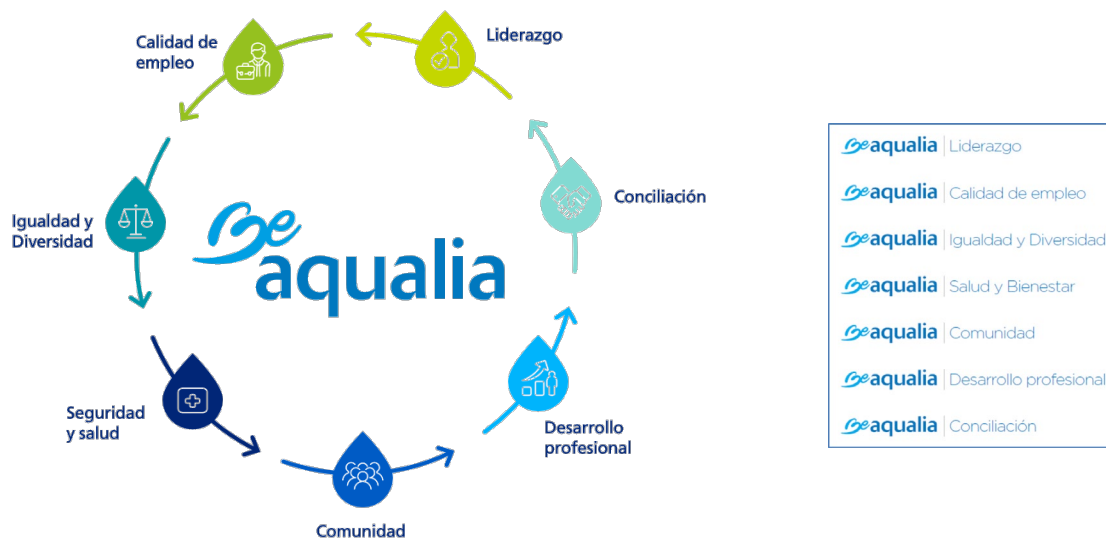 Calidad de
empleo
Liderazgo
Igualdad y
Diversidad
Conciliación
Be
aqualia
Seguridad
y salud
Desarrollo
profesional
Comunidad
Be aqualia | Liderazgo
Be aqualia | Calidad de empleo
Be aqualia | Igualdad y Diversidad
Be aqualia | Salud y Bienestar
Be aqualia | Comunidad
Be aqualia | Desarrollo profesional
Be aqualia | Conciliación